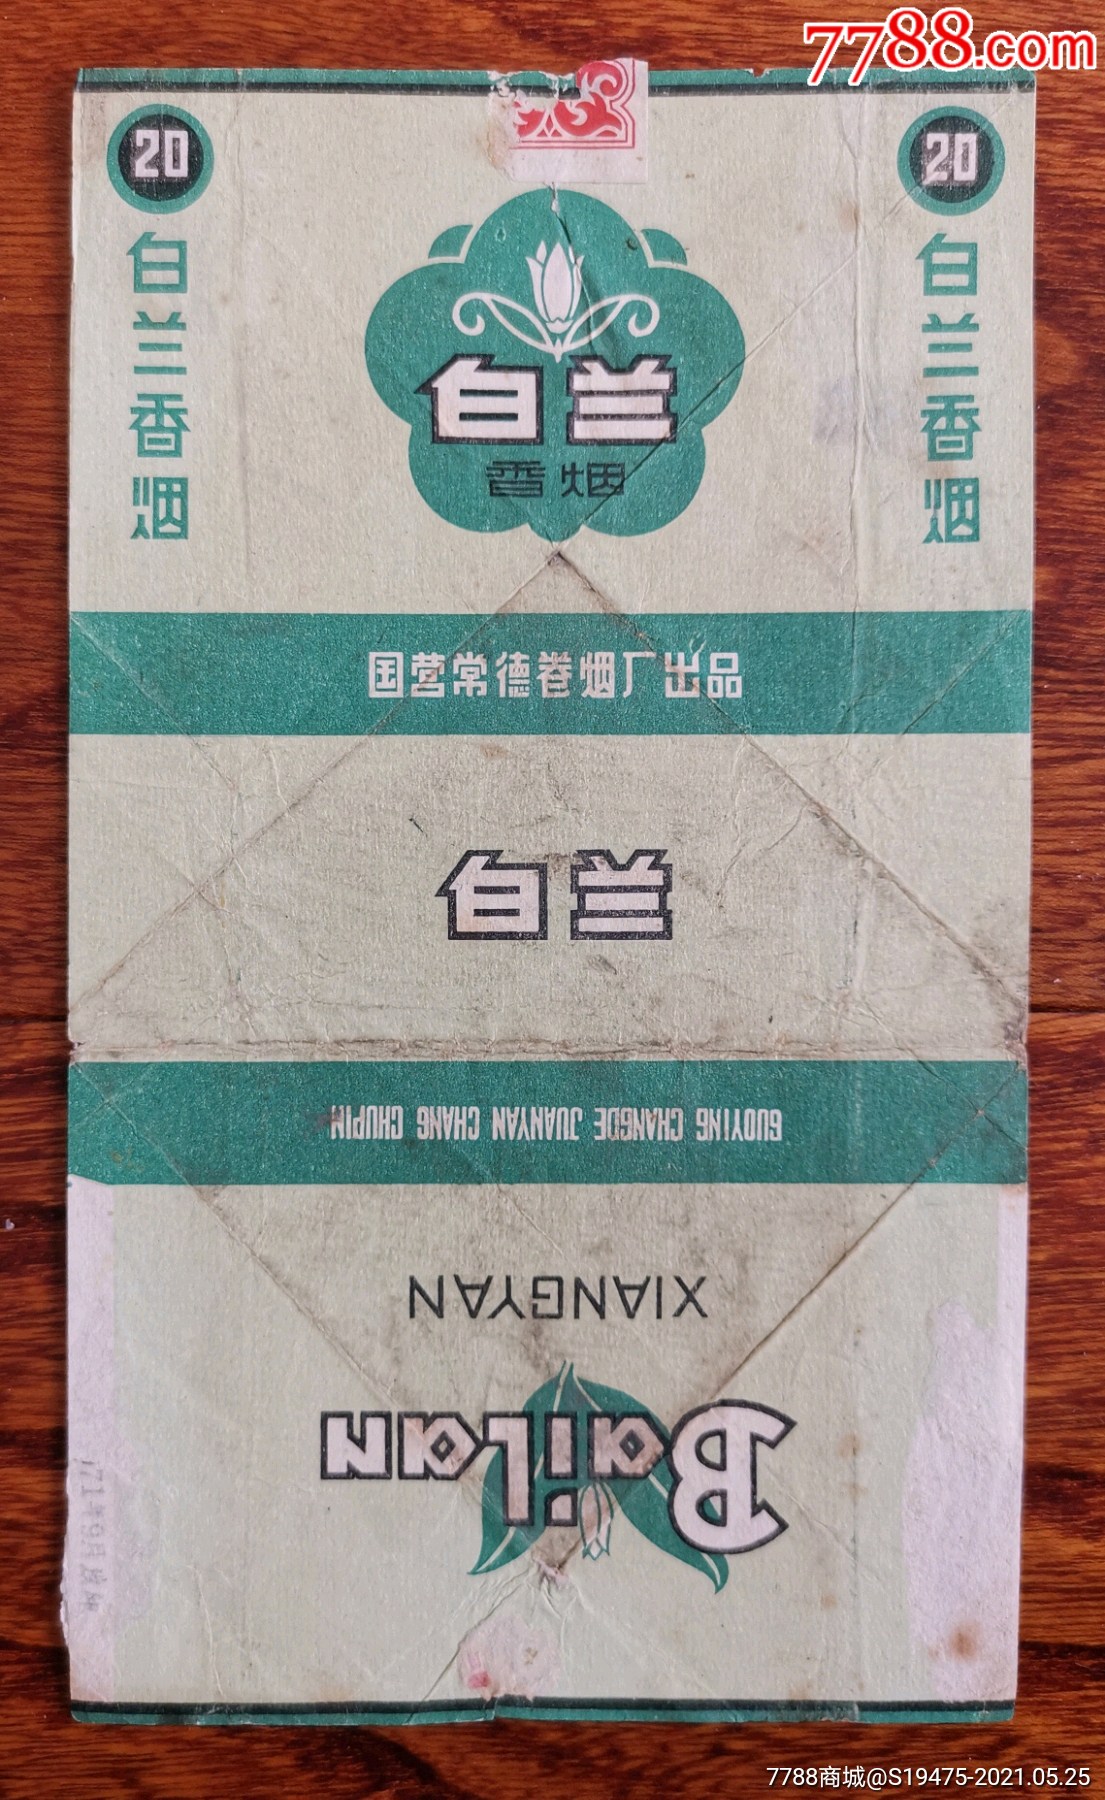 7788.com
20
20
白兰香烟
白兰香烟
白兰
香烟
国营常德卷烟厂出品
白兰
GUOYING CHANGDE JUANYAN CHANG CHUPIN
XIANGYAN
BaiLan
7788商城@S19475-2021.05.25